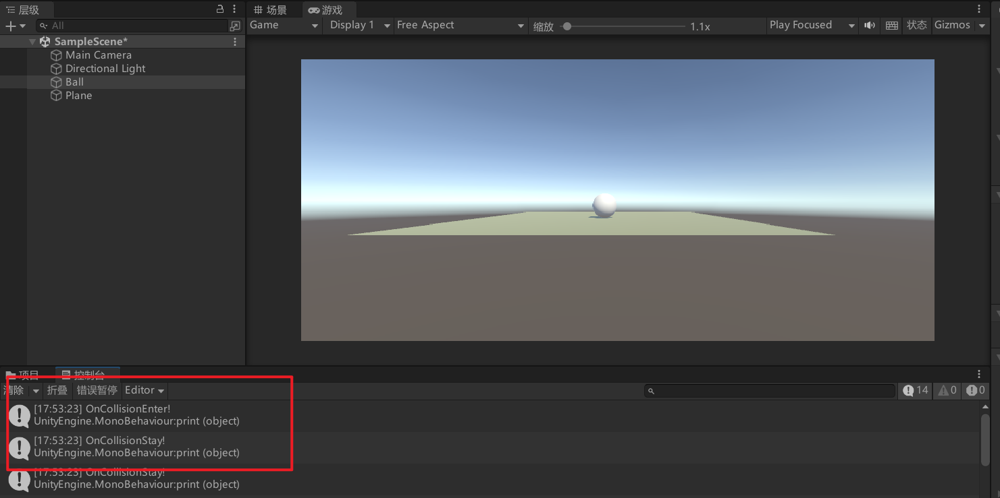 层级
All
SampleScene*
Main Camera
Directional Light
Ball
Plane
场景
游戏
Game
Display 1
Free Aspect
缩放
1.1x
Play Focused
状态
Gizmos
项目
控制台
清除
折叠
错误暂停
Editor
14
0
0
[17:53:23] OnCollisionEnter!
UnityEngine.MonoBehaviour:print (object)
[17:53:23] OnCollisionStay!
UnityEngine.MonoBehaviour:print (object)
[17:53:23] OnCollisionStay!
UnityEngine.MonoBehaviour:print (object)